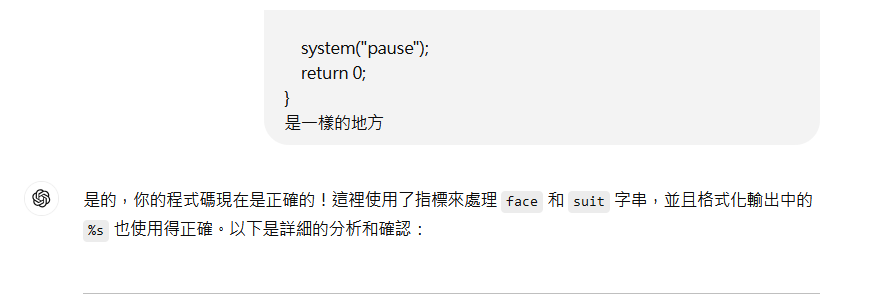 system("pause");
return 0;
}
是一樣的地方
是的，你的程式碼現在是正確的！這裡使用了指標來處理 face 和 suit 字串，並且格式化輸出中的
%s 也使用得正確。以下是詳細的分析和確認：